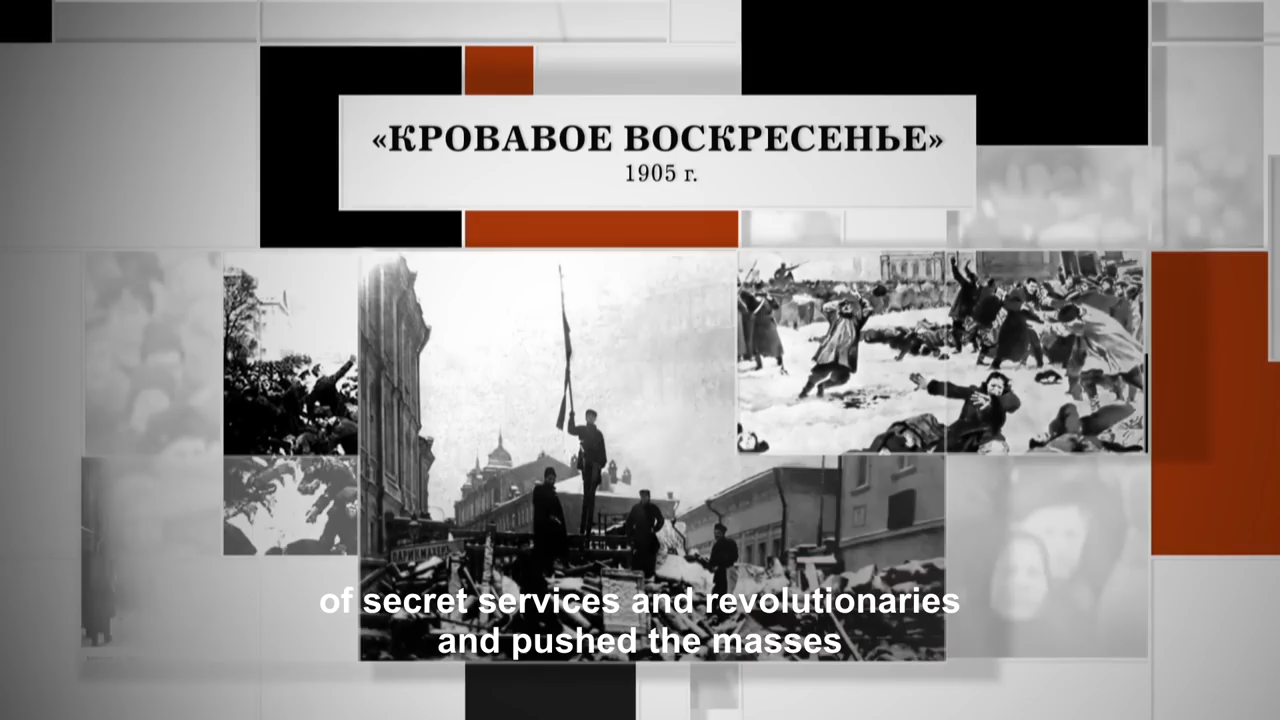 «КРОВАВОЕ ВОСКРЕСЕНЬЕ»
1905 г.
of secret services and revolutionaries
and pushed the masses